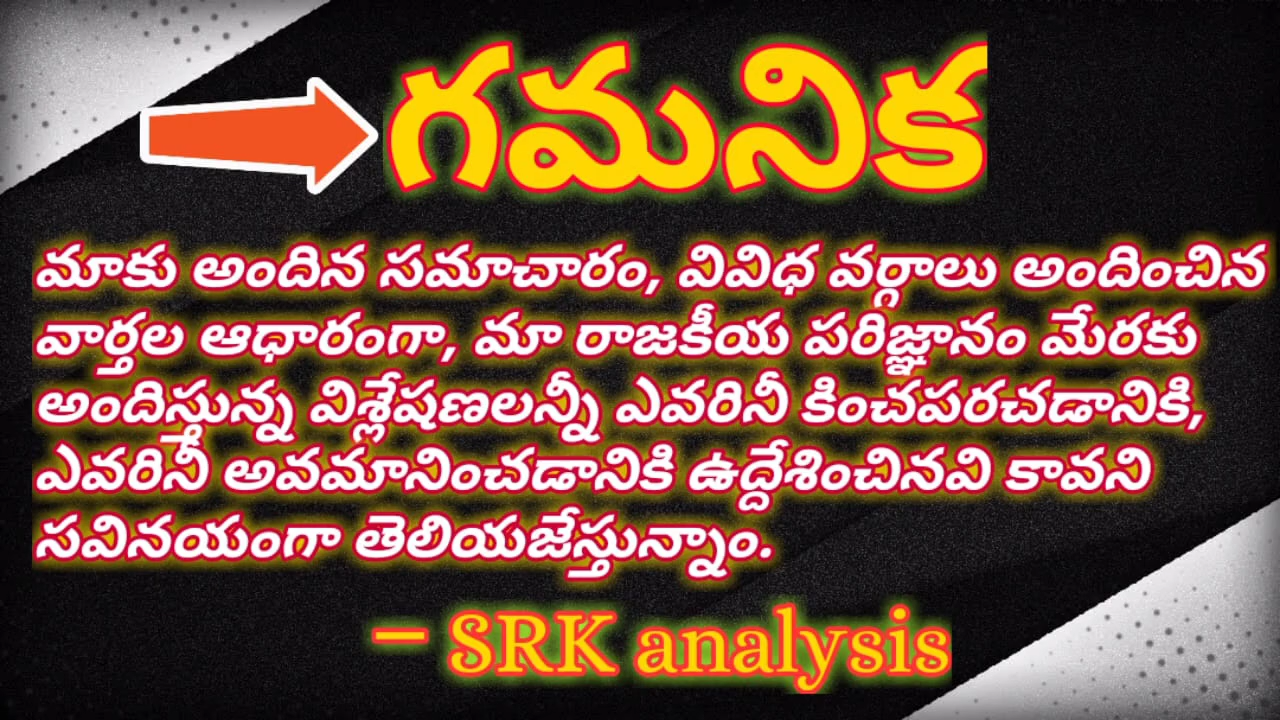 గమనిక
మాకు అందిన సమాచారం, వివిధ వర్గాలు అందించిన
వార్తల ఆధారంగా, మా రాజకీయ పరిజ్ఞానం మేరకు
అందిస్తున్న విశ్లేషణలన్నీ ఎవరినీ కించపరచడానికి,
ఎవరినీ అవమానించడానికి ఉద్దేశించినవి కావని
సవినయంగా తెలియజేస్తున్నాం.
- SRK analysis